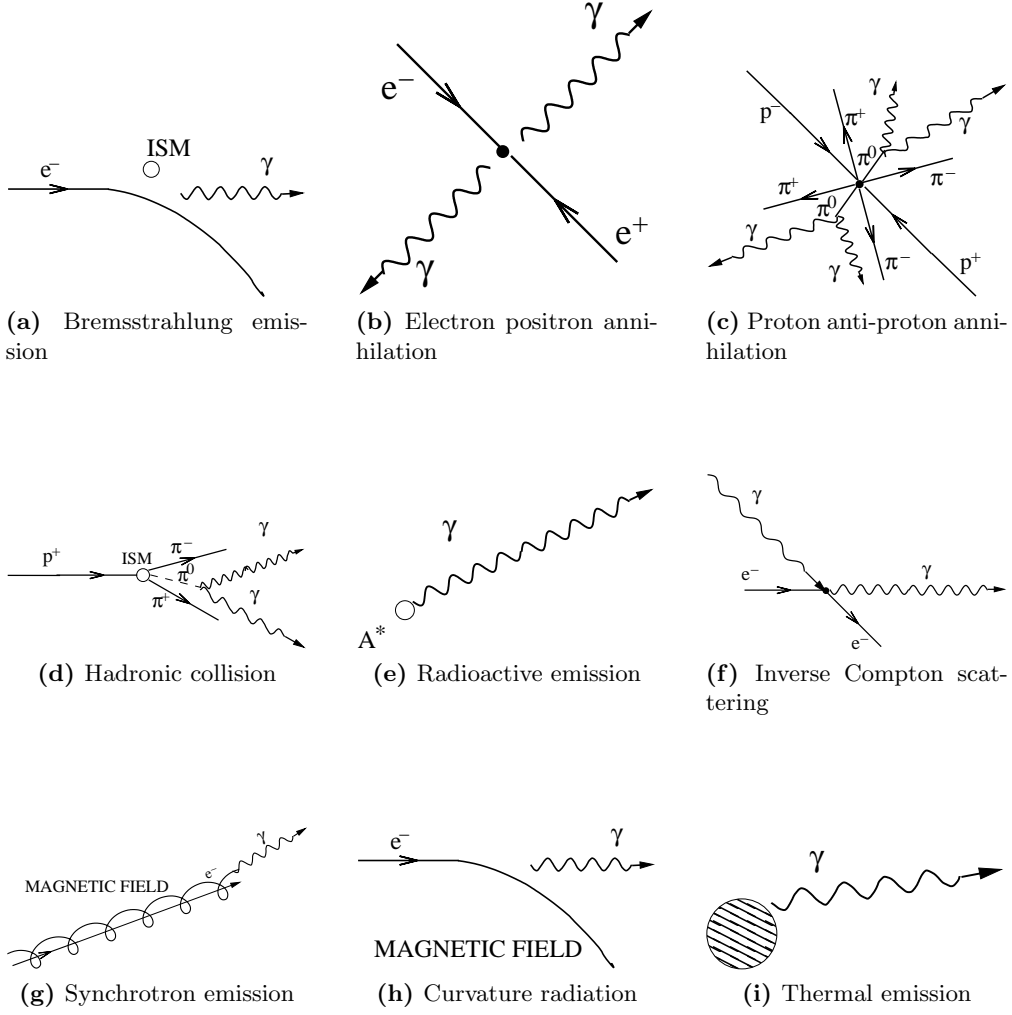 γ
e⁻
γ
e⁺
ISM
e⁻
γ
γ
p⁻
π⁺
γ
π⁰
π⁻
π⁺
π⁰
γ
γ
π⁻
p⁺
(a) Bremsstrahlung emis-
sion
(b) Electron positron anni-
hilation
(c) Proton anti-proton anni-
hilation
p⁺
ISM
π⁻
γ
π⁰
π⁺
γ
γ
A*
γ
e⁻
γ
e⁻
(d) Hadronic collision
(e) Radioactive emission
(f) Inverse Compton scat-
tering
γ
e⁻
MAGNETIC FIELD
e⁻
γ
MAGNETIC FIELD
γ
(g) Synchrotron emission
(h) Curvature radiation
(i) Thermal emission